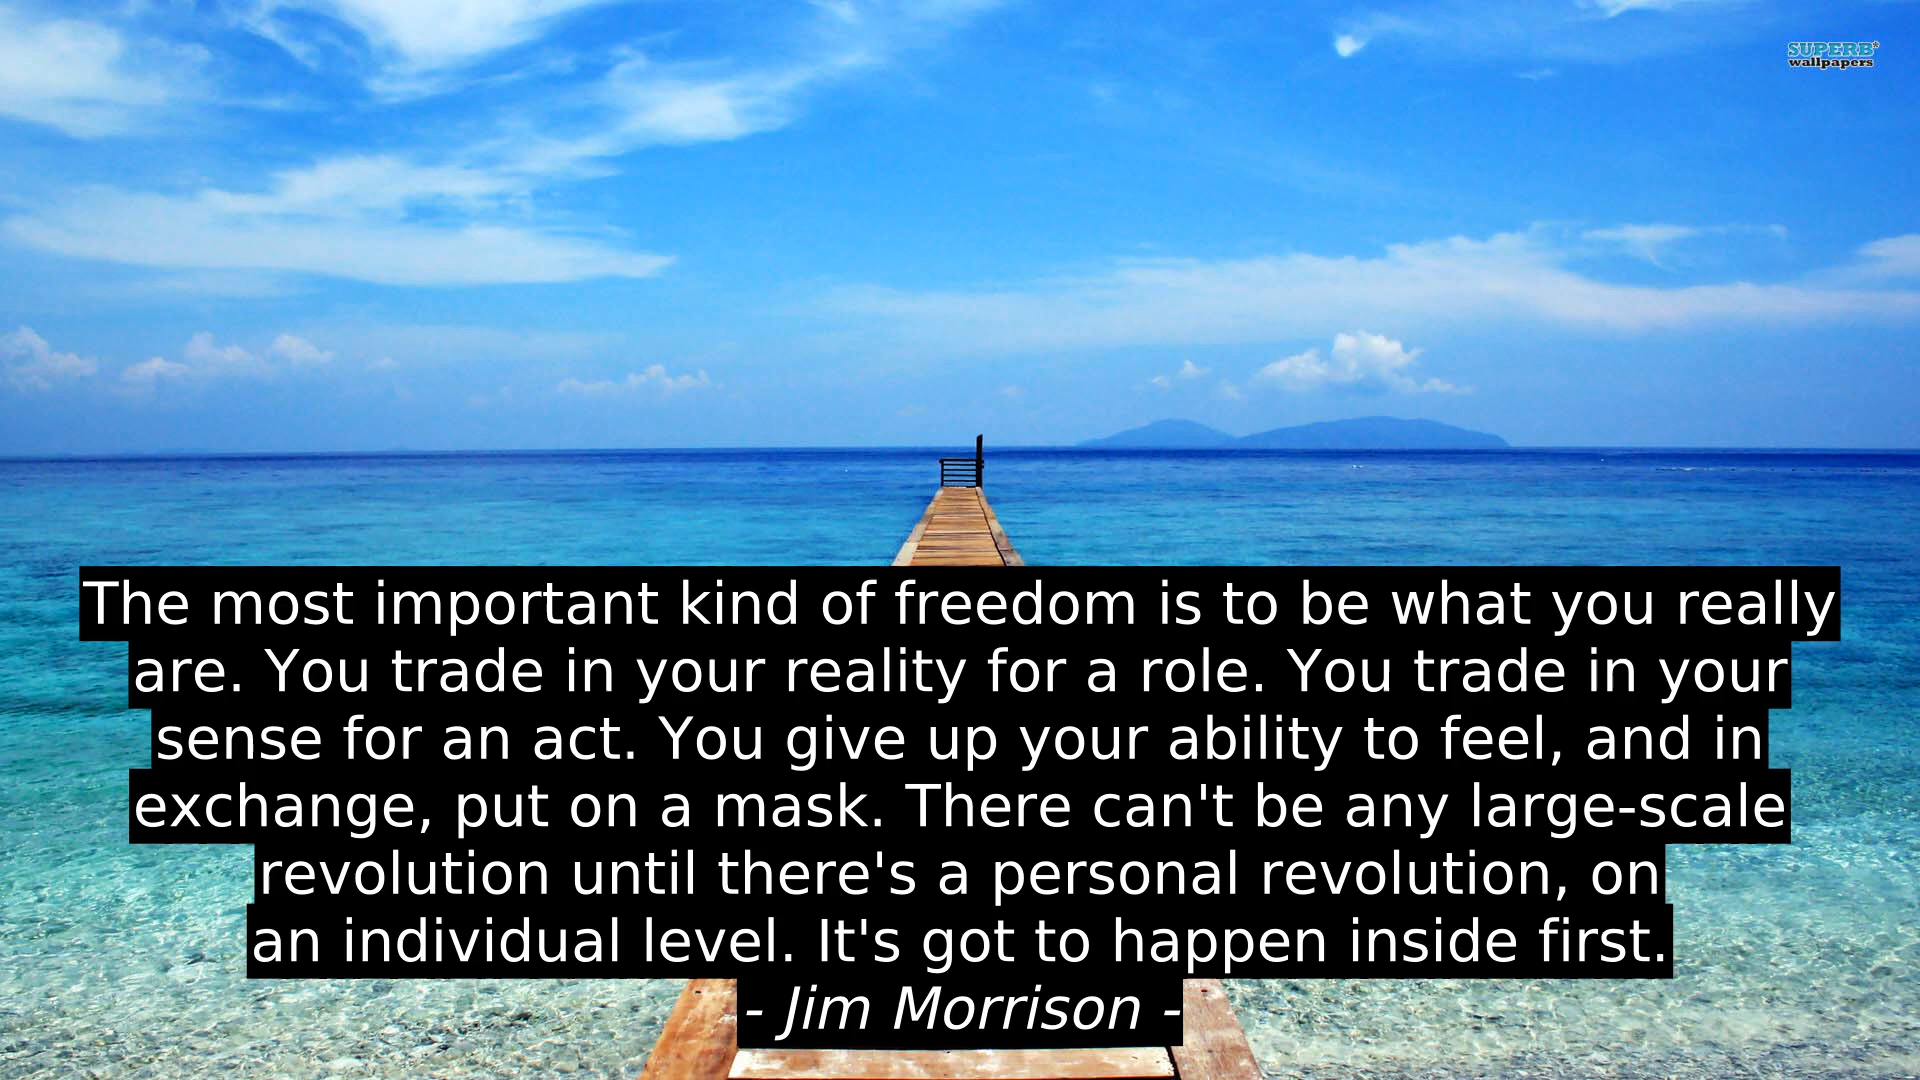 SUPERB
wallpapers
The most important kind of freedom is to be what you really
are. You trade in your reality for a role. You trade in your
sense for an act. You give up your ability to feel, and in
exchange, put on a mask. There can't be any large-scale
revolution until there's a personal revolution, on
an individual level. It's got to happen inside first.
- Jim Morrison -